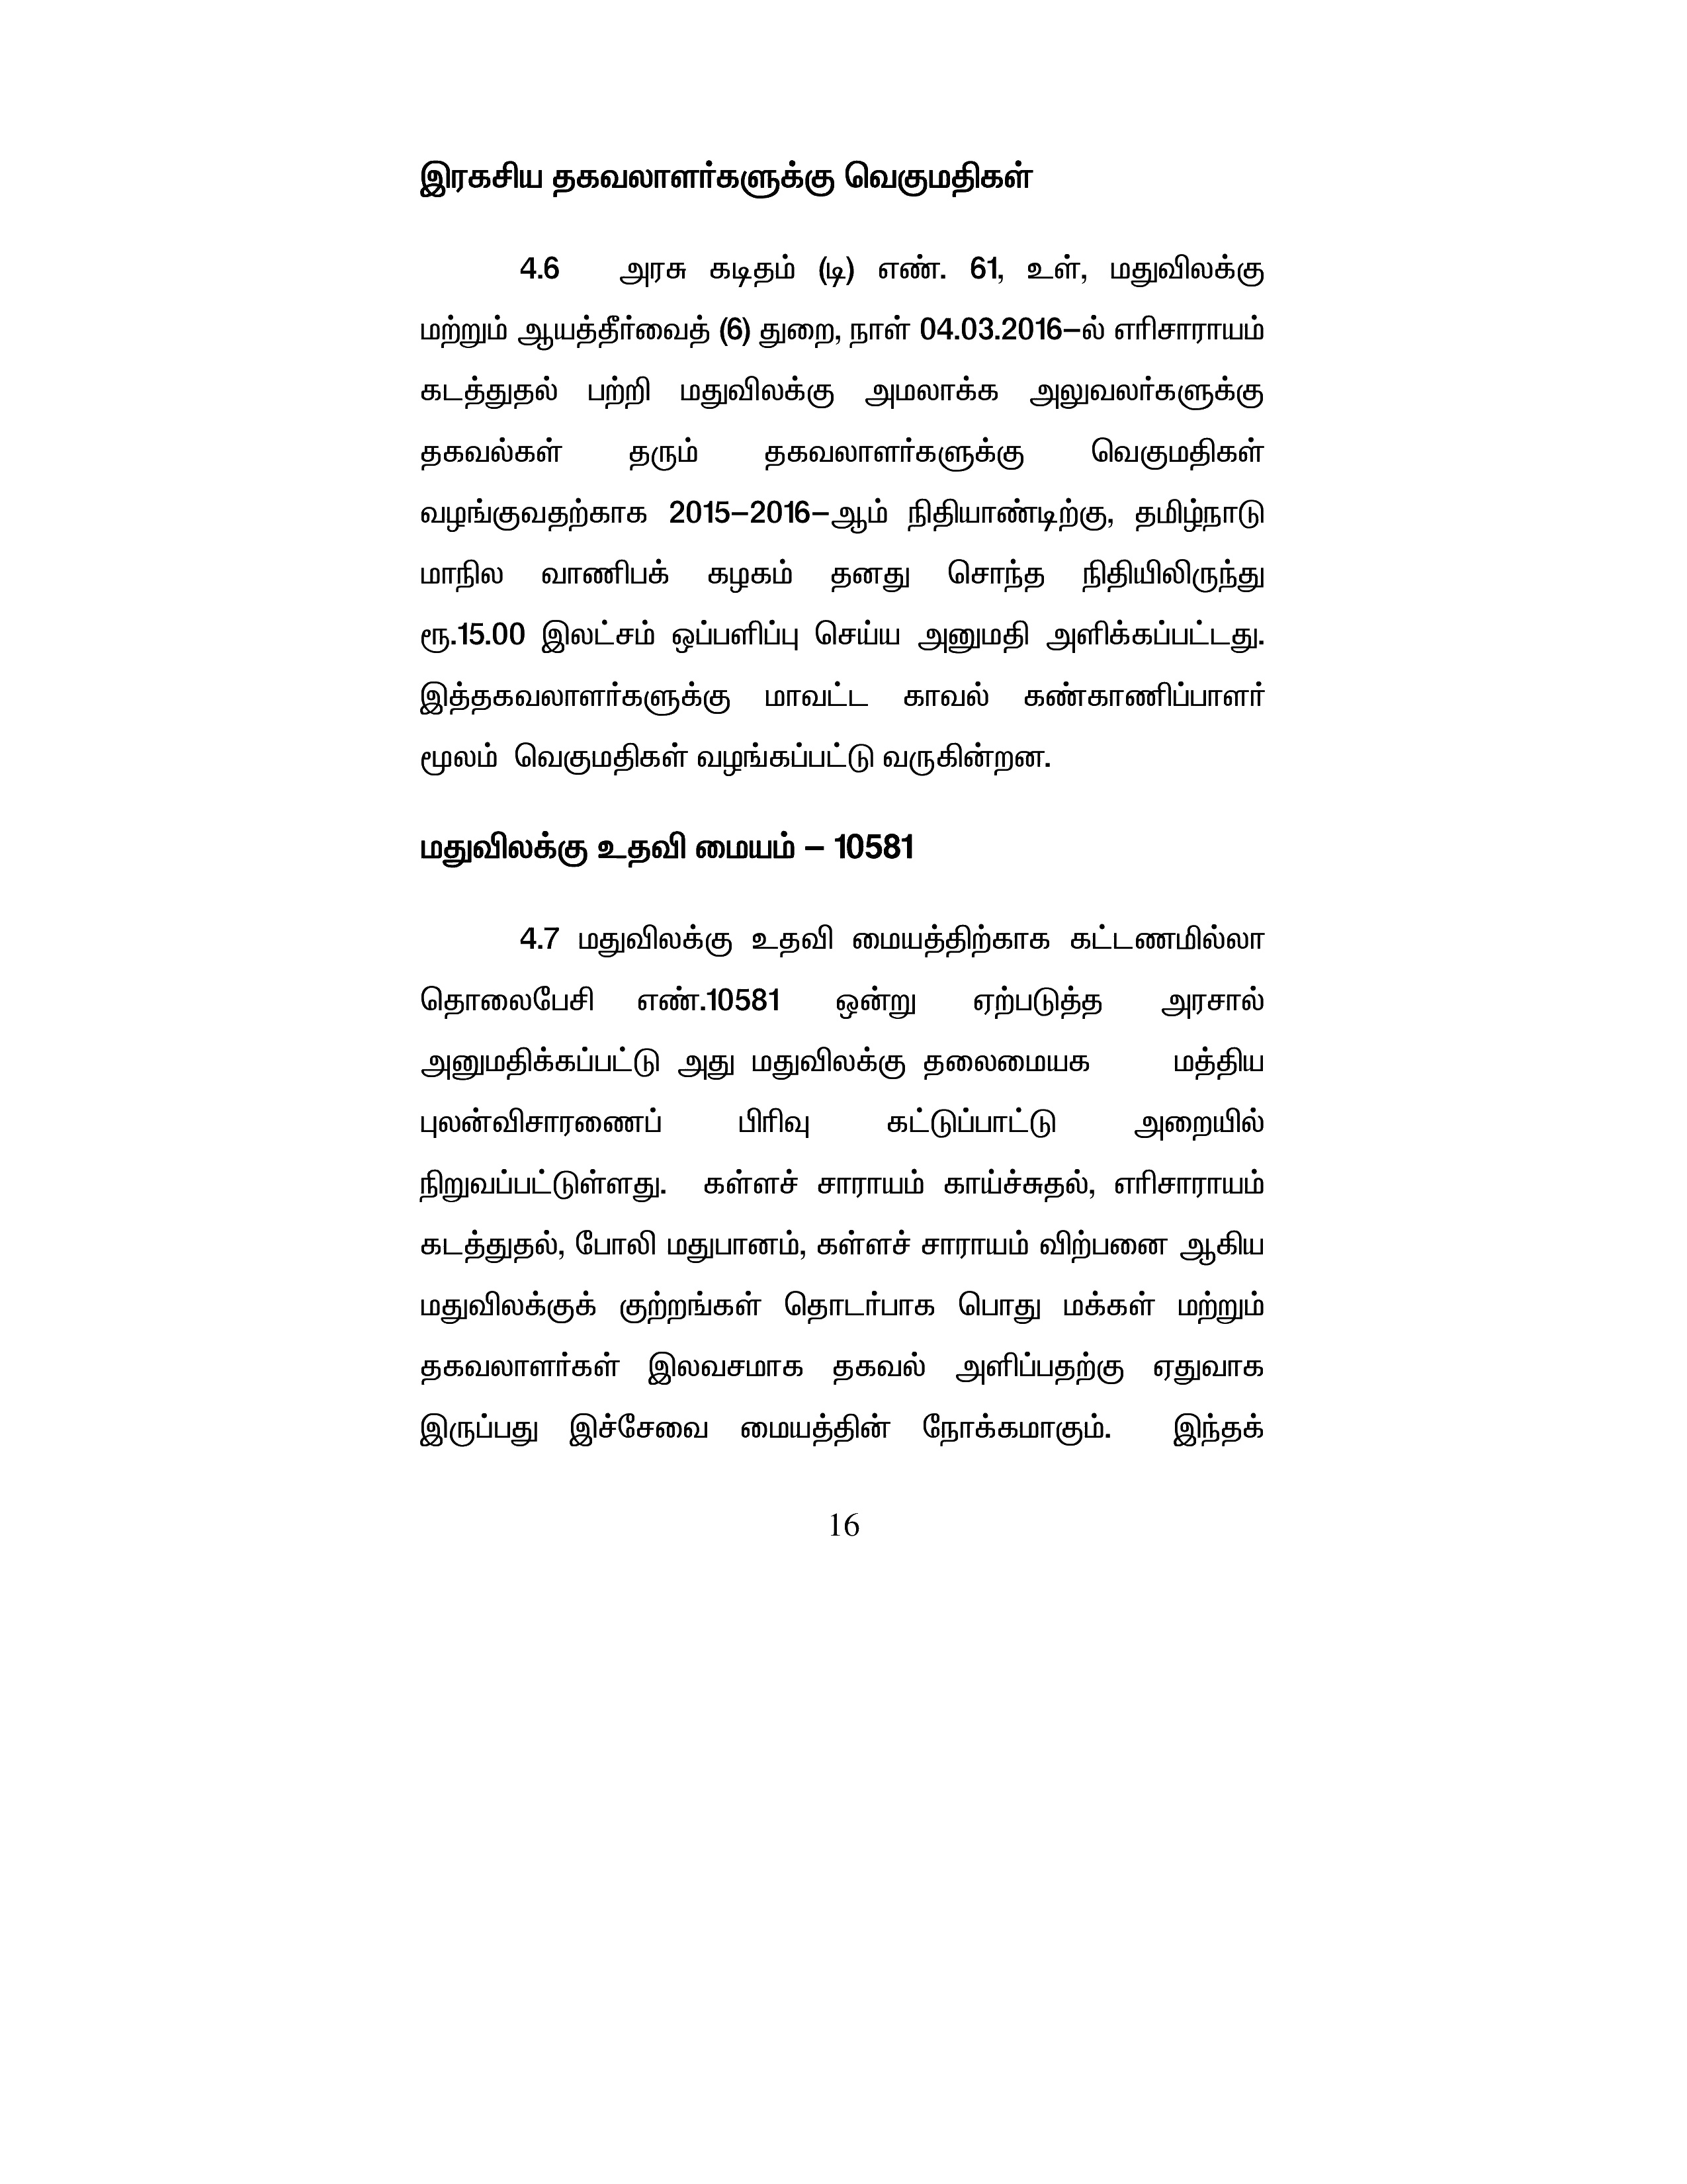 இரகசிய தகவலாளர்களுக்கு வெகுமதிகள்
4.6 அரசு கடிதம் (டி) எண். 61, உள், மதுவிலக்கு
மற்றும் ஆயத்தீர்வைத் (6) துறை, நாள் 04.03.2016–ல் எரிசாராயம்
கடத்துதல் பற்றி மதுவிலக்கு அமலாக்க அலுவலர்களுக்கு
தகவல்கள் தரும் தகவலாளர்களுக்கு வெகுமதிகள்
வழங்குவதற்காக 2015–2016–ஆம் நிதியாண்டிற்கு, தமிழ்நாடு
மாநில வாணிபக் கழகம் தனது சொந்த நிதியிலிருந்து
ரூ.15.00 இலட்சம் ஒப்பளிப்பு செய்ய அனுமதி அளிக்கப்பட்டது.
இத்தகவலாளர்களுக்கு மாவட்ட காவல் கண்காணிப்பாளர்
மூலம் வெகுமதிகள் வழங்கப்பட்டு வருகின்றன.
மதுவிலக்கு உதவி மையம் – 10581
4.7 மதுவிலக்கு உதவி மையத்திற்காக கட்டணமில்லா
தொலைபேசி எண்.10581 ஒன்று ஏற்படுத்த அரசால்
அனுமதிக்கப்பட்டு அது மதுவிலக்கு தலைமையக மத்திய
புலன்விசாரணைப் பிரிவு கட்டுப்பாட்டு அறையில்
நிறுவப்பட்டுள்ளது. கள்ளச் சாராயம் காய்ச்சுதல், எரிசாராயம்
கடத்துதல், போலி மதுபானம், கள்ளச் சாராயம் விற்பனை ஆகிய
மதுவிலக்குக் குற்றங்கள் தொடர்பாக பொது மக்கள் மற்றும்
தகவலாளர்கள் இலவசமாக தகவல் அளிப்பதற்கு ஏதுவாக
இருப்பது இச்சேவை மையத்தின் நோக்கமாகும். இந்தக்
16